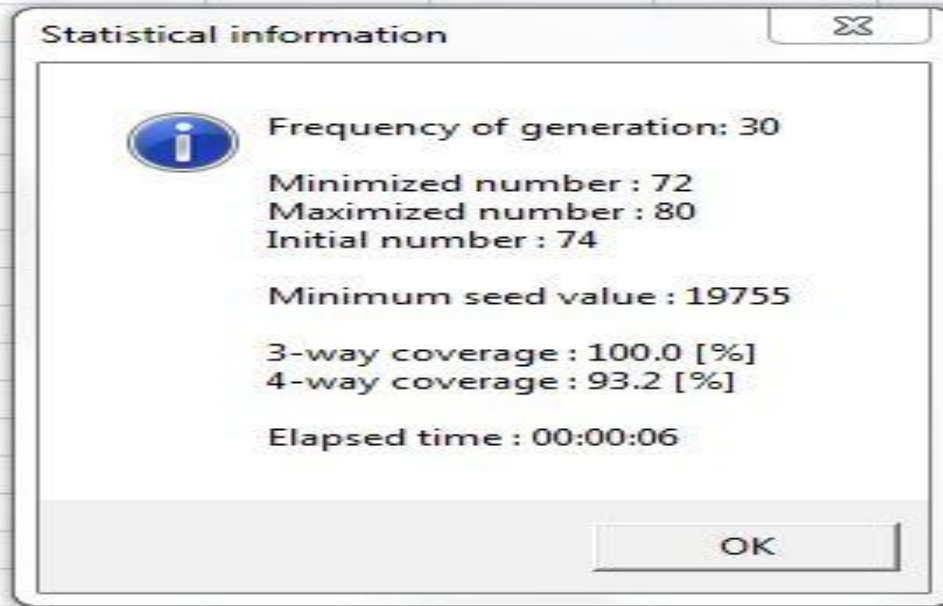 Statistical information
Frequency of generation: 30
Minimized number : 72
Maximized number : 80
Initial number : 74
Minimum seed value : 19755
3-way coverage : 100.0 [%]
4-way coverage : 93.2 [%]
Elapsed time : 00:00:06
OK